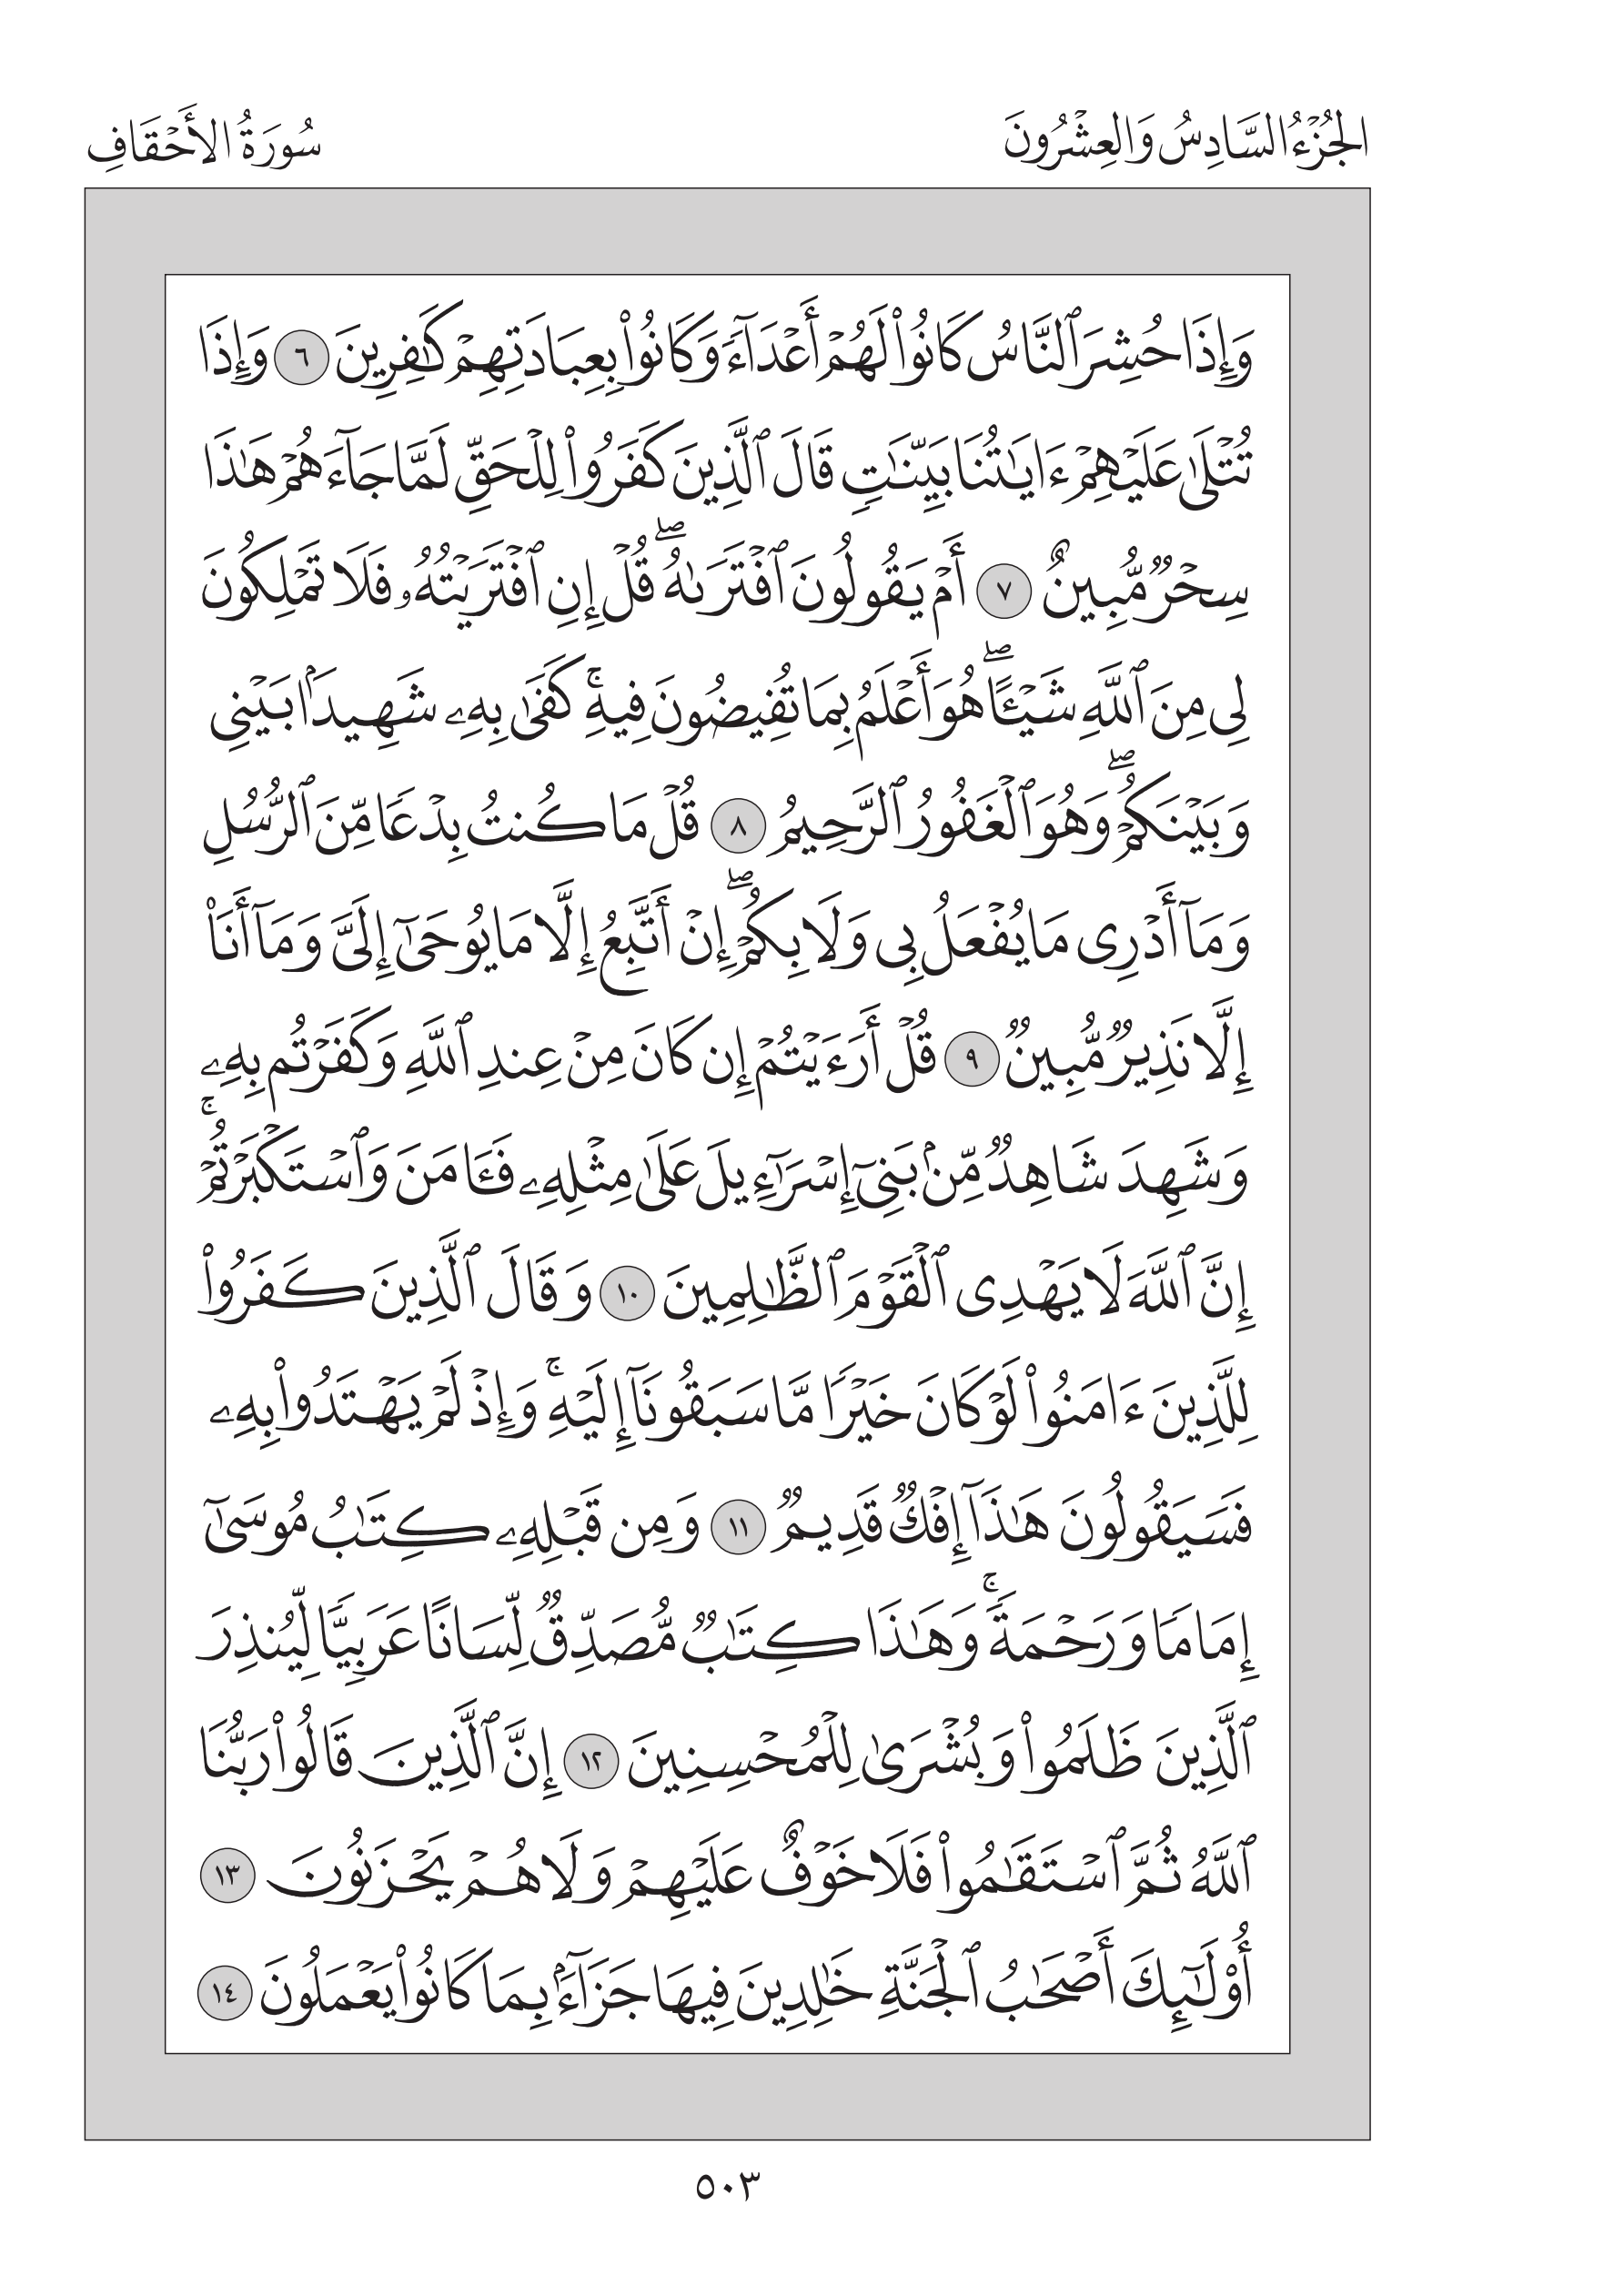 الجُزْءُ السَّادِسُ وَالعِشْرُونَ
سُورَةُ الأَحْقَافِ
وَإِذَا حُشِرَ ٱلنَّاسُ كَانُوا۟ لَهُمْ أَعْدَآءً وَكَانُوا۟ بِعِبَادَتِهِمْ كَٰفِرِينَ ٦ وَإِذَا
تُتْلَىٰ عَلَيْهِمْ ءَايَٰتُنَا بَيِّنَٰتٍ قَالَ ٱلَّذِينَ كَفَرُوا۟ لِلْحَقِّ لَمَّا جَآءَهُمْ هَٰذَا
سِحْرٌ مُّبِينٌ ٧ أَمْ يَقُولُونَ ٱفْتَرَىٰهُ ۖ قُلْ إِنِ ٱفْتَرَيْتُهُۥ فَلَا تَمْلِكُونَ
لِى مِنَ ٱللَّهِ شَيْـًٔا ۖ هُوَ أَعْلَمُ بِمَا تُفِيضُونَ فِيهِ ۚ كَفَىٰ بِهِۦ شَهِيدًۢا بَيْنِى
وَبَيْنَكُمْ ۖ وَهُوَ ٱلْغَفُورُ ٱلرَّحِيمُ ٨ قُلْ مَا كُنتُ بِدْعًا مِّنَ ٱلرُّسُلِ
وَمَآ أَدْرِى مَا يُفْعَلُ بِى وَلَا بِكُمْ ۖ إِنْ أَتَّبِعُ إِلَّا مَا يُوحَىٰٓ إِلَىَّ وَمَآ أَنَا۠
إِلَّا نَذِيرٌ مُّبِينٌ ٩ قُلْ أَرَءَيْتُمْ إِن كَانَ مِنْ عِندِ ٱللَّهِ وَكَفَرْتُم بِهِۦ
وَشَهِدَ شَاهِدٌ مِّنۢ بَنِىٓ إِسْرَٰٓءِيلَ عَلَىٰ مِثْلِهِۦ فَـَٔامَنَ وَٱسْتَكْبَرْتُمْ ۚ
إِنَّ ٱللَّهَ لَا يَهْدِى ٱلْقَوْمَ ٱلظَّٰلِمِينَ ١٠ وَقَالَ ٱلَّذِينَ كَفَرُوا۟
لِلَّذِينَ ءَامَنُوا۟ لَوْ كَانَ خَيْرًا مَّا سَبَقُونَآ إِلَيْهِ ۚ وَإِذْ لَمْ يَهْتَدُوا۟ بِهِۦ
فَسَيَقُولُونَ هَٰذَآ إِفْكٌ قَدِيمٌ ١١ وَمِن قَبْلِهِۦ كِتَٰبُ مُوسَىٰٓ
إِمَامًا وَرَحْمَةً ۚ وَهَٰذَا كِتَٰبٌ مُّصَدِّقٌ لِّسَانًا عَرَبِيًّا لِّيُنذِرَ
ٱلَّذِينَ ظَلَمُوا۟ وَبُشْرَىٰ لِلْمُحْسِنِينَ ١٢ إِنَّ ٱلَّذِينَ قَالُوا۟ رَبُّنَا
ٱللَّهُ ثُمَّ ٱسْتَقَٰمُوا۟ فَلَا خَوْفٌ عَلَيْهِمْ وَلَا هُمْ يَحْزَنُونَ ١٣
أُو۟لَٰٓئِكَ أَصْحَٰبُ ٱلْجَنَّةِ خَٰلِدِينَ فِيهَا جَزَآءًۢ بِمَا كَانُوا۟ يَعْمَلُونَ ١٤
٥٠٣